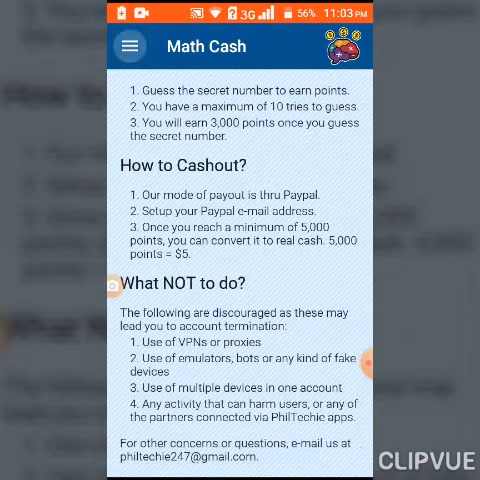 3G 56% 11:03 PM
Math Cash
1. Guess the secret number to earn points.
2. You have a maximum of 10 tries to guess.
3. You will earn 3,000 points once you guess
the secret number.
How to Cashout?
1. Our mode of payout is thru Paypal.
2. Setup your Paypal e-mail address.
3. Once you reach a minimum of 5,000
points, you can convert it to real cash. 5,000
points = $5.
What NOT to do?
The following are discouraged as these may
lead you to account termination:
1. Use of VPNs or proxies
2. Use of emulators, bots or any kind of fake
devices
3. Use of multiple devices in one account
4. Any activity that can harm users, or any of
the partners connected via PhilTechie apps.
For other concerns or questions, e-mail us at
philtechie247@gmail.com.
CLIPVUE